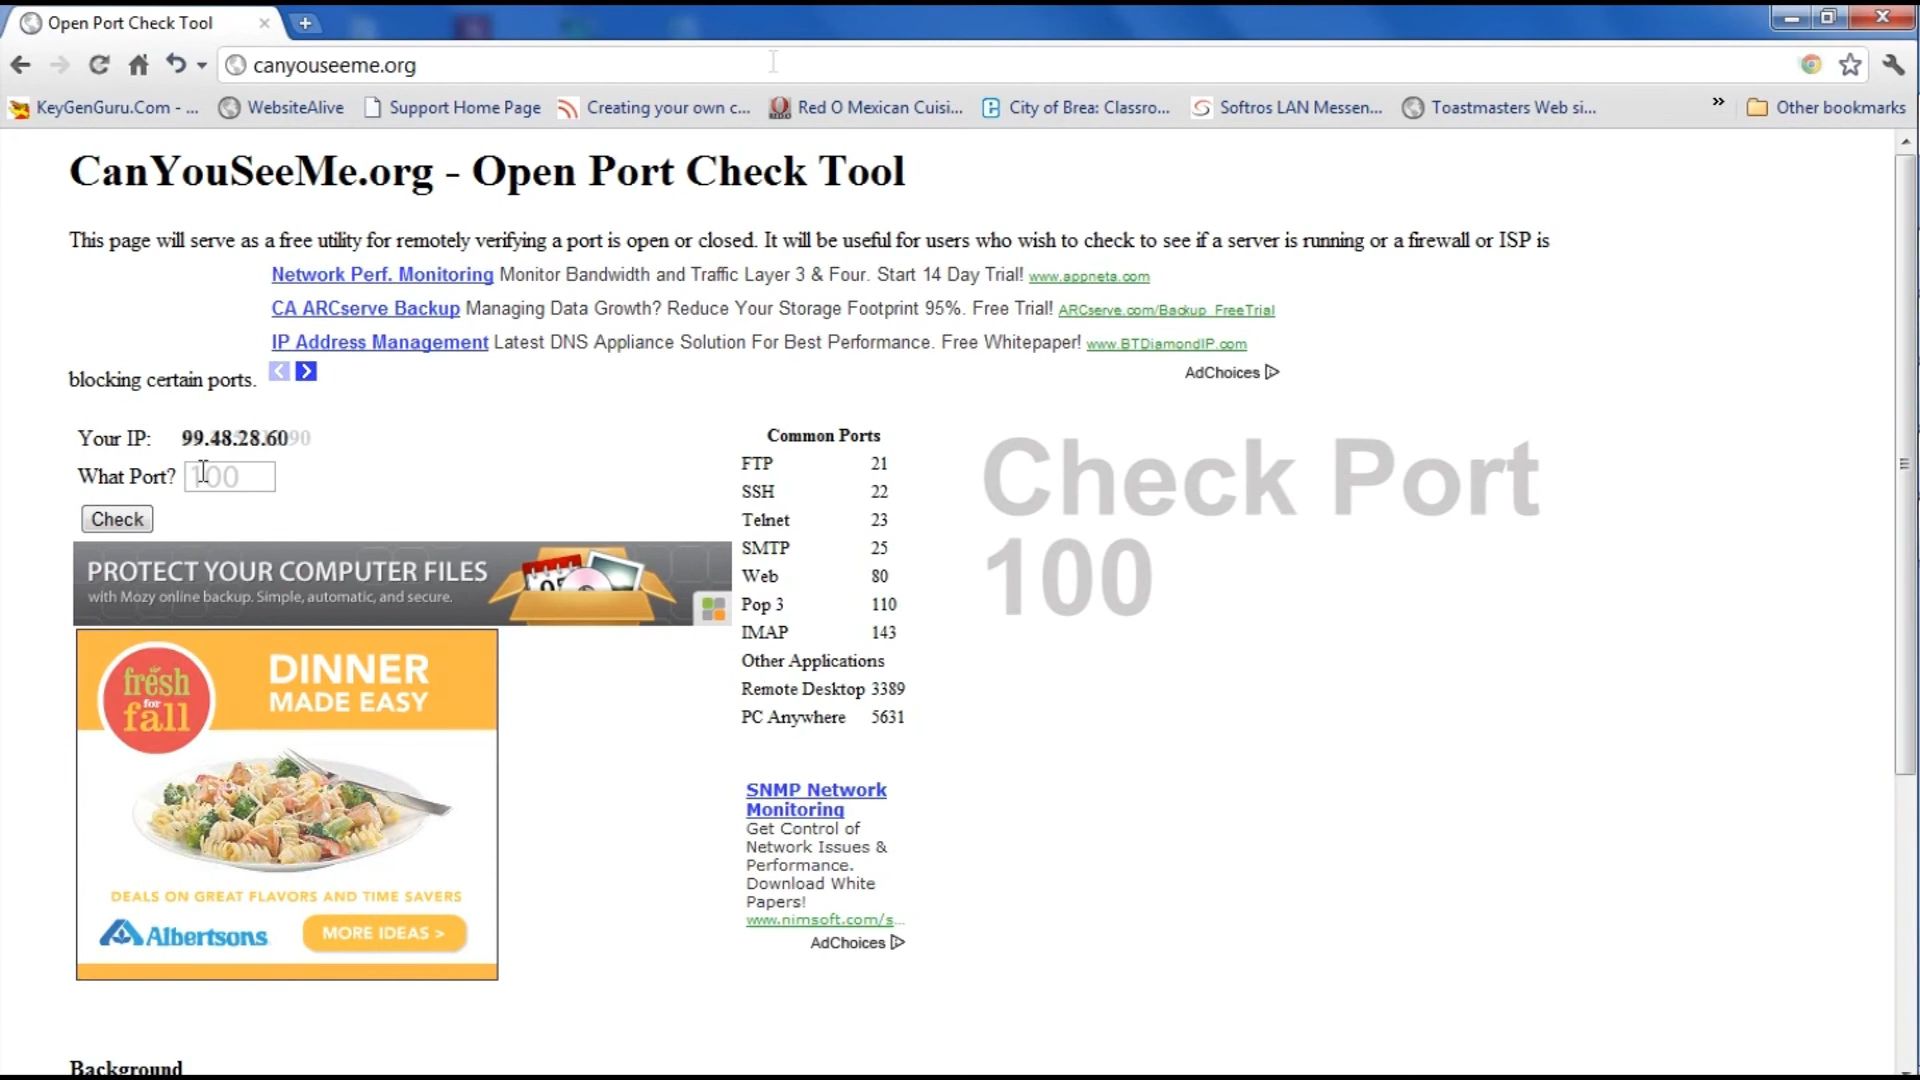 Open Port Check Tool
canyouseeme.org
KeyGenGuru.Com - ... WebsiteAlive Support Home Page Creating your own c... Red O Mexican Cuisi... City of Brea: Classro... Softros LAN Messen... Toastmasters Web si... » Other bookmarks
CanYouSeeMe.org - Open Port Check Tool
This page will serve as a free utility for remotely verifying a port is open or closed. It will be useful for users who wish to check to see if a server is running or a firewall or ISP is
Network Perf. Monitoring Monitor Bandwidth and Traffic Layer 3 & Four. Start 14 Day Trial! www.appneta.com
CA ARCserve Backup Managing Data Growth? Reduce Your Storage Footprint 95%. Free Trial! ARCserve.com/Backup_FreeTrial
IP Address Management Latest DNS Appliance Solution For Best Performance. Free Whitepaper! www.BTDiamondIP.com
blocking certain ports.
AdChoices
Your IP: 99.48.28.60
What Port? 100
Check
PROTECT YOUR COMPUTER FILES
with Mozy online backup. Simple, automatic, and secure.
fresh
for
fall
DINNER
MADE EASY
DEALS ON GREAT FLAVORS AND TIME SAVERS
Albertsons MORE IDEAS >
Common Ports
FTP 21
SSH 22
Telnet 23
SMTP 25
Web 80
Pop 3 110
IMAP 143
Other Applications
Remote Desktop 3389
PC Anywhere 5631
SNMP Network
Monitoring
Get Control of
Network Issues &
Performance.
Download White
Papers!
www.nimsoft.com/s...
AdChoices
Check Port
100
Background